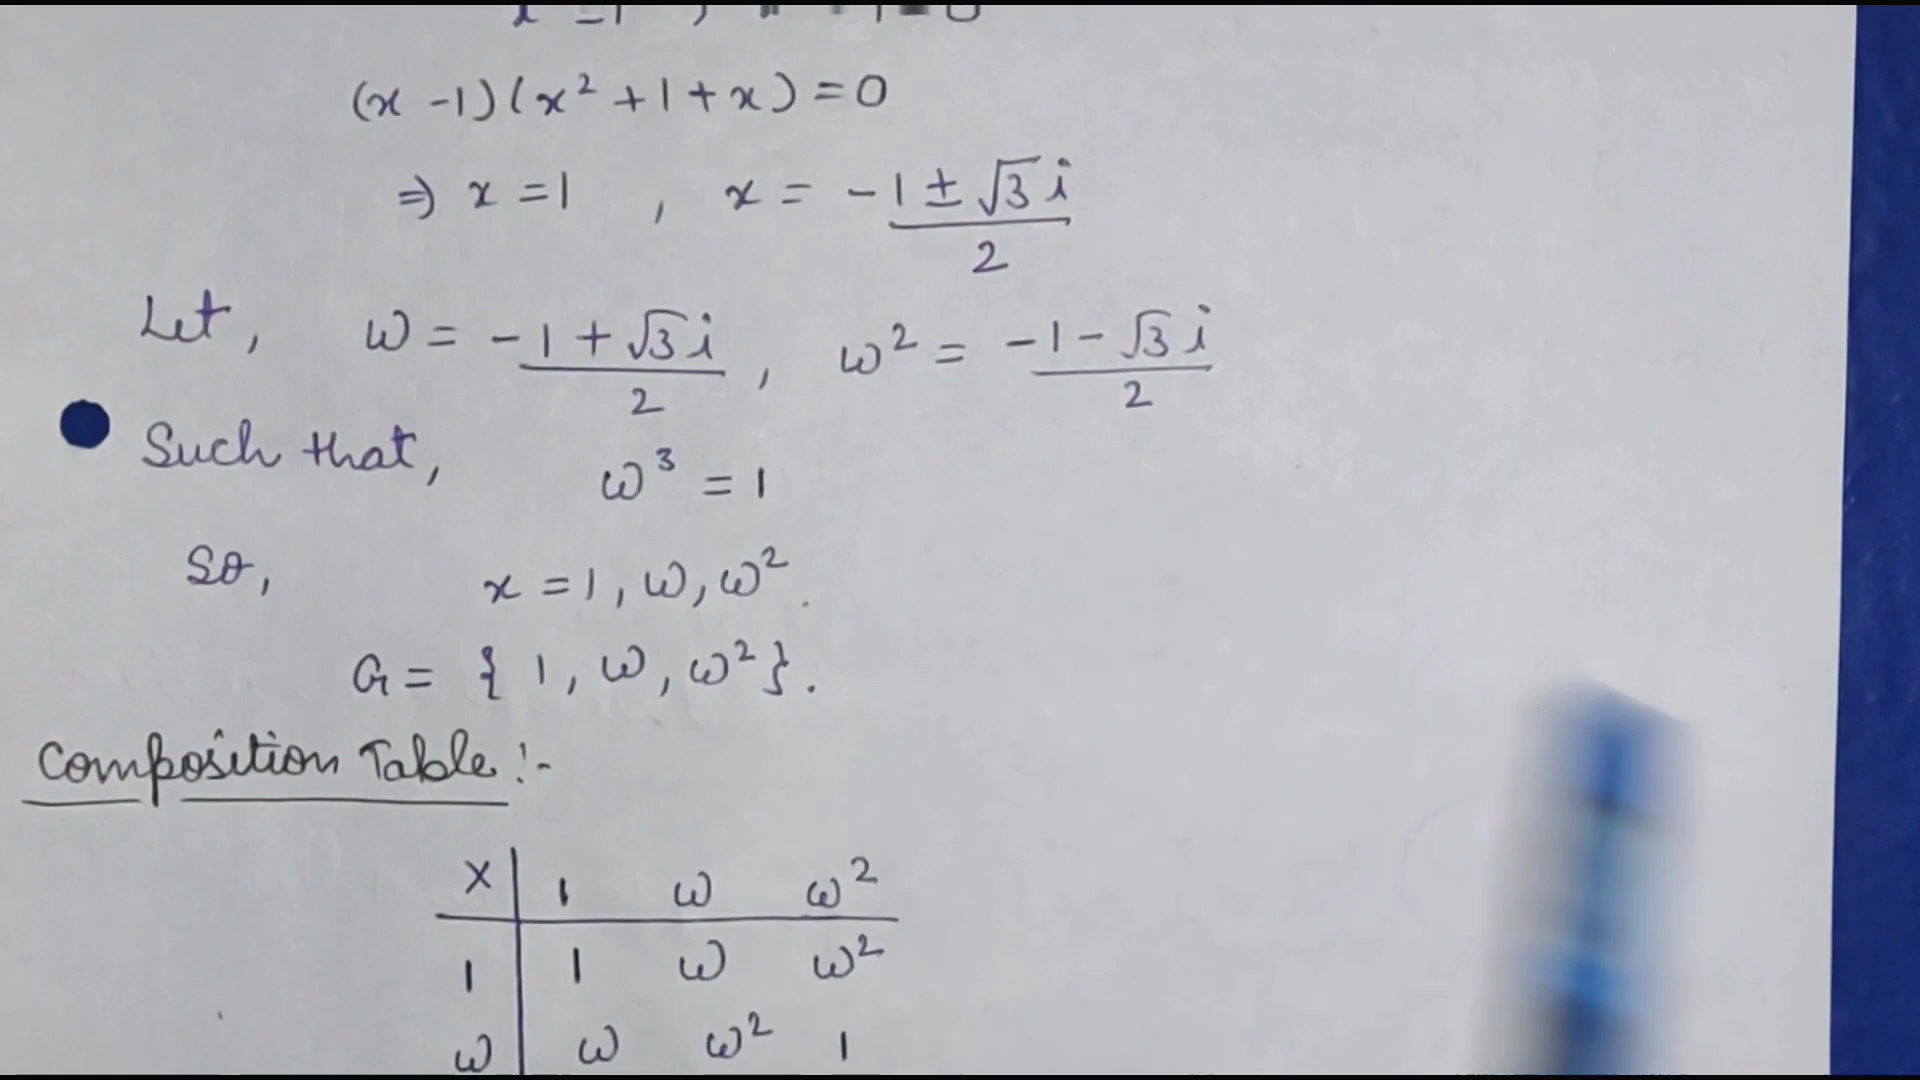 (x -1)(x² +1+x) = 0
⇒ x = 1 , x = -1 ± √3 i / 2
Let, ω = -1 + √3 i / 2 , ω² = -1 - √3 i / 2
Such that, ω³ = 1
So, x = 1, ω, ω².
G = { 1, ω, ω² }.
Composition Table :-
× | 1 ω ω²
1 | 1 ω ω²
ω | ω ω² 1